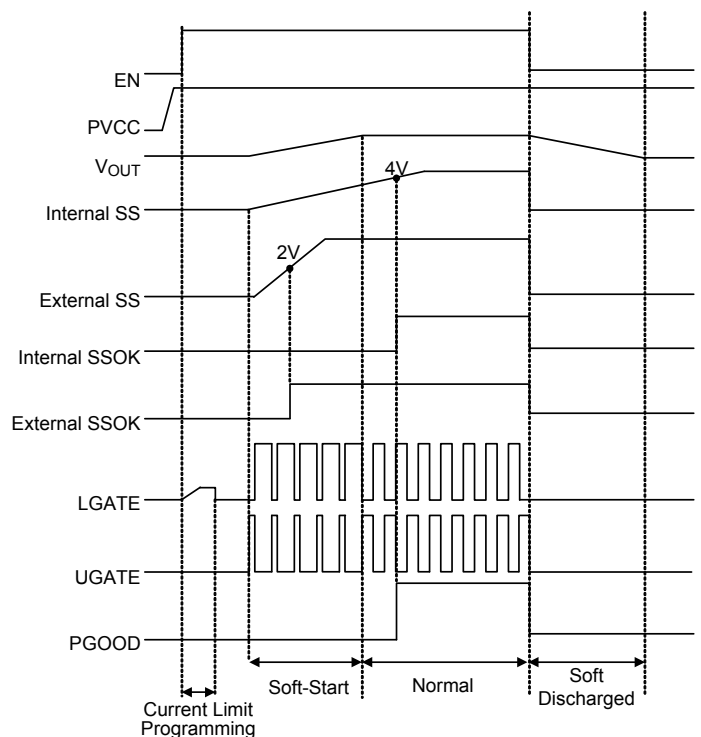 EN
PVCC
VOUT
4V
Internal SS
2V
External SS
Internal SSOK
External SSOK
LGATE
UGATE
PGOOD
Soft-Start
Normal
Soft
Discharged
Current Limit
Programming